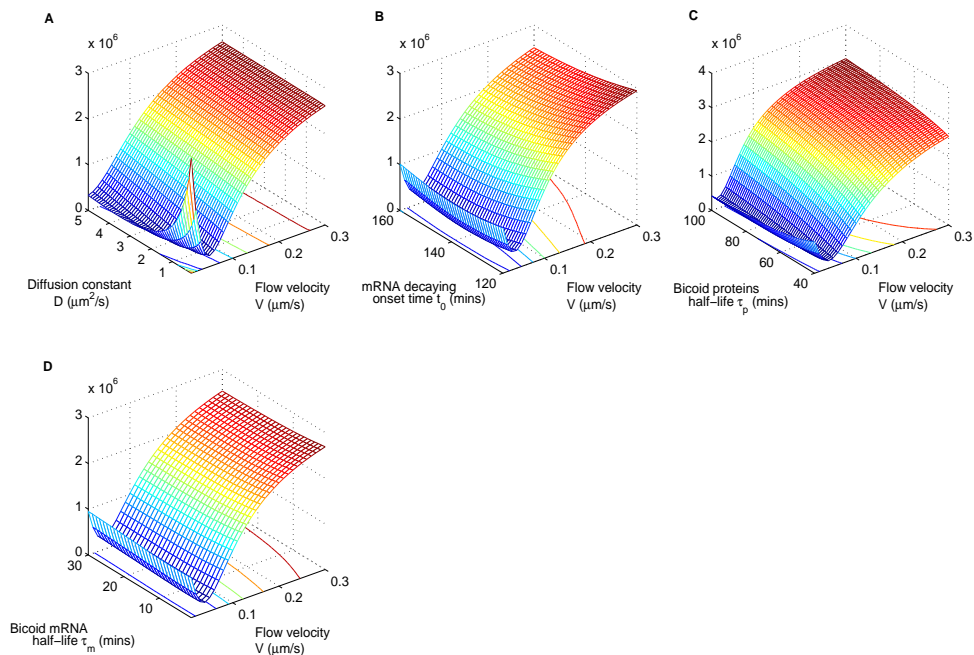 A
x 10^6
3
2
1
0
5
4
3
2
1
0.1
0.2
0.3
Diffusion constant
D (μm²/s)
Flow velocity
V (μm/s)
B
x 10^6
3
2
1
0
160
140
120
0.1
0.2
0.3
mRNA decaying
onset time t_0 (mins)
Flow velocity
V (μm/s)
C
x 10^6
4
3
2
1
0
100
80
60
40
0.1
0.2
0.3
Bicoid proteins
half−life τ_p (mins)
Flow velocity
V (μm/s)
D
x 10^6
3
2
1
0
30
20
10
0.1
0.2
0.3
Bicoid mRNA
half−life τ_m (mins)
Flow velocity
V (μm/s)